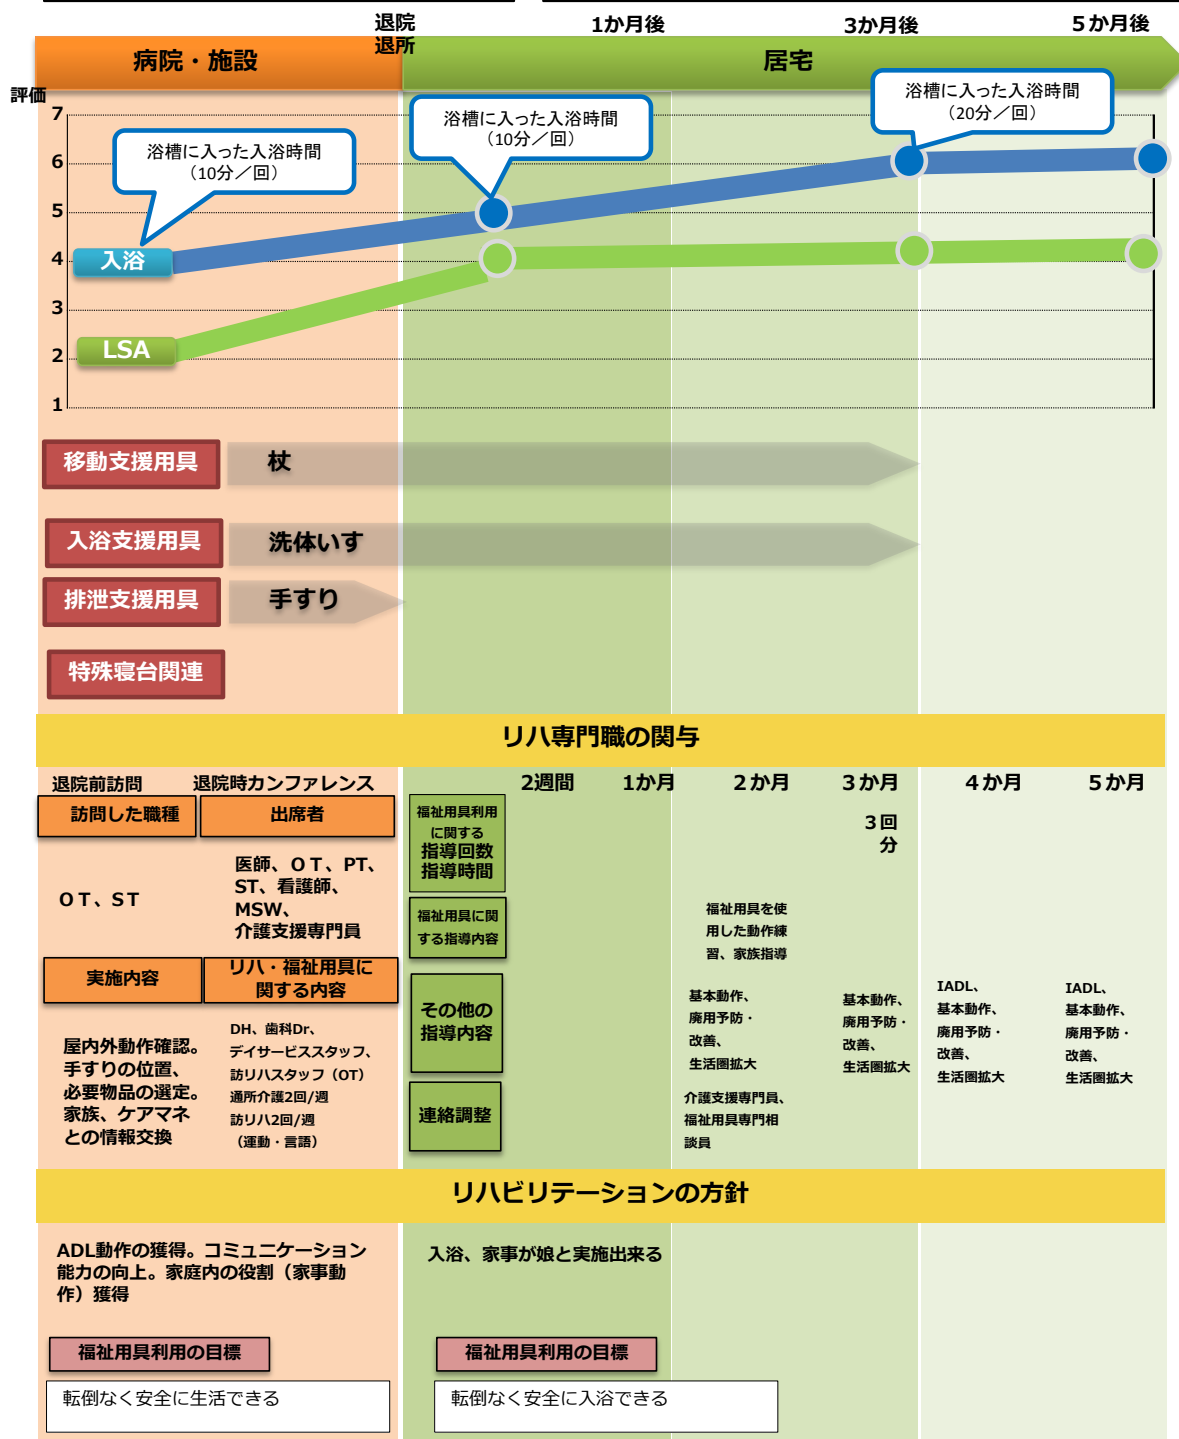 退院
退所
1か月後
3か月後
５か月後
病院・施設
居宅
評価
7
6
5
4
3
2
1
浴槽に入った入浴時間
（10分／回）
浴槽に入った入浴時間
（10分／回）
浴槽に入った入浴時間
（20分／回）
入浴
LSA
移動支援用具
杖
入浴支援用具
洗体いす
排泄支援用具
手すり
特殊寝台関連
リハ専門職の関与
退院前訪問
退院時カンファレンス
2週間
1か月
２か月
３か月
４か月
５か月
訪問した職種
出席者
ＯＴ、ST
医師、ＯＴ、PT、
ST、看護師、
MSW、
介護支援専門員
実施内容
リハ・福祉用具に
関する内容
屋内外動作確認。
手すりの位置、
必要物品の選定。
家族、ケアマネ
との情報交換
DH、歯科Dr、
デイサービススタッフ、
訪リハスタッフ（OT）
通所介護2回/週
訪リハ2回/週
（運動・言語）
福祉用具利用
に関する
指導回数
指導時間
３回
分
福祉用具に関
する指導内容
福祉用具を使
用した動作練
習、家族指導
その他の
指導内容
基本動作、
廃用予防・
改善、
生活圏拡大
基本動作、
廃用予防・
改善、
生活圏拡大
IADL、
基本動作、
廃用予防・
改善、
生活圏拡大
IADL、
基本動作、
廃用予防・
改善、
生活圏拡大
連絡調整
介護支援専門員、
福祉用具専門相
談員
リハビリテーションの方針
ADL動作の獲得。コミュニケーション
能力の向上。家庭内の役割（家事動
作）獲得
入浴、家事が娘と実施出来る
福祉用具利用の目標
転倒なく安全に生活できる
福祉用具利用の目標
転倒なく安全に入浴できる